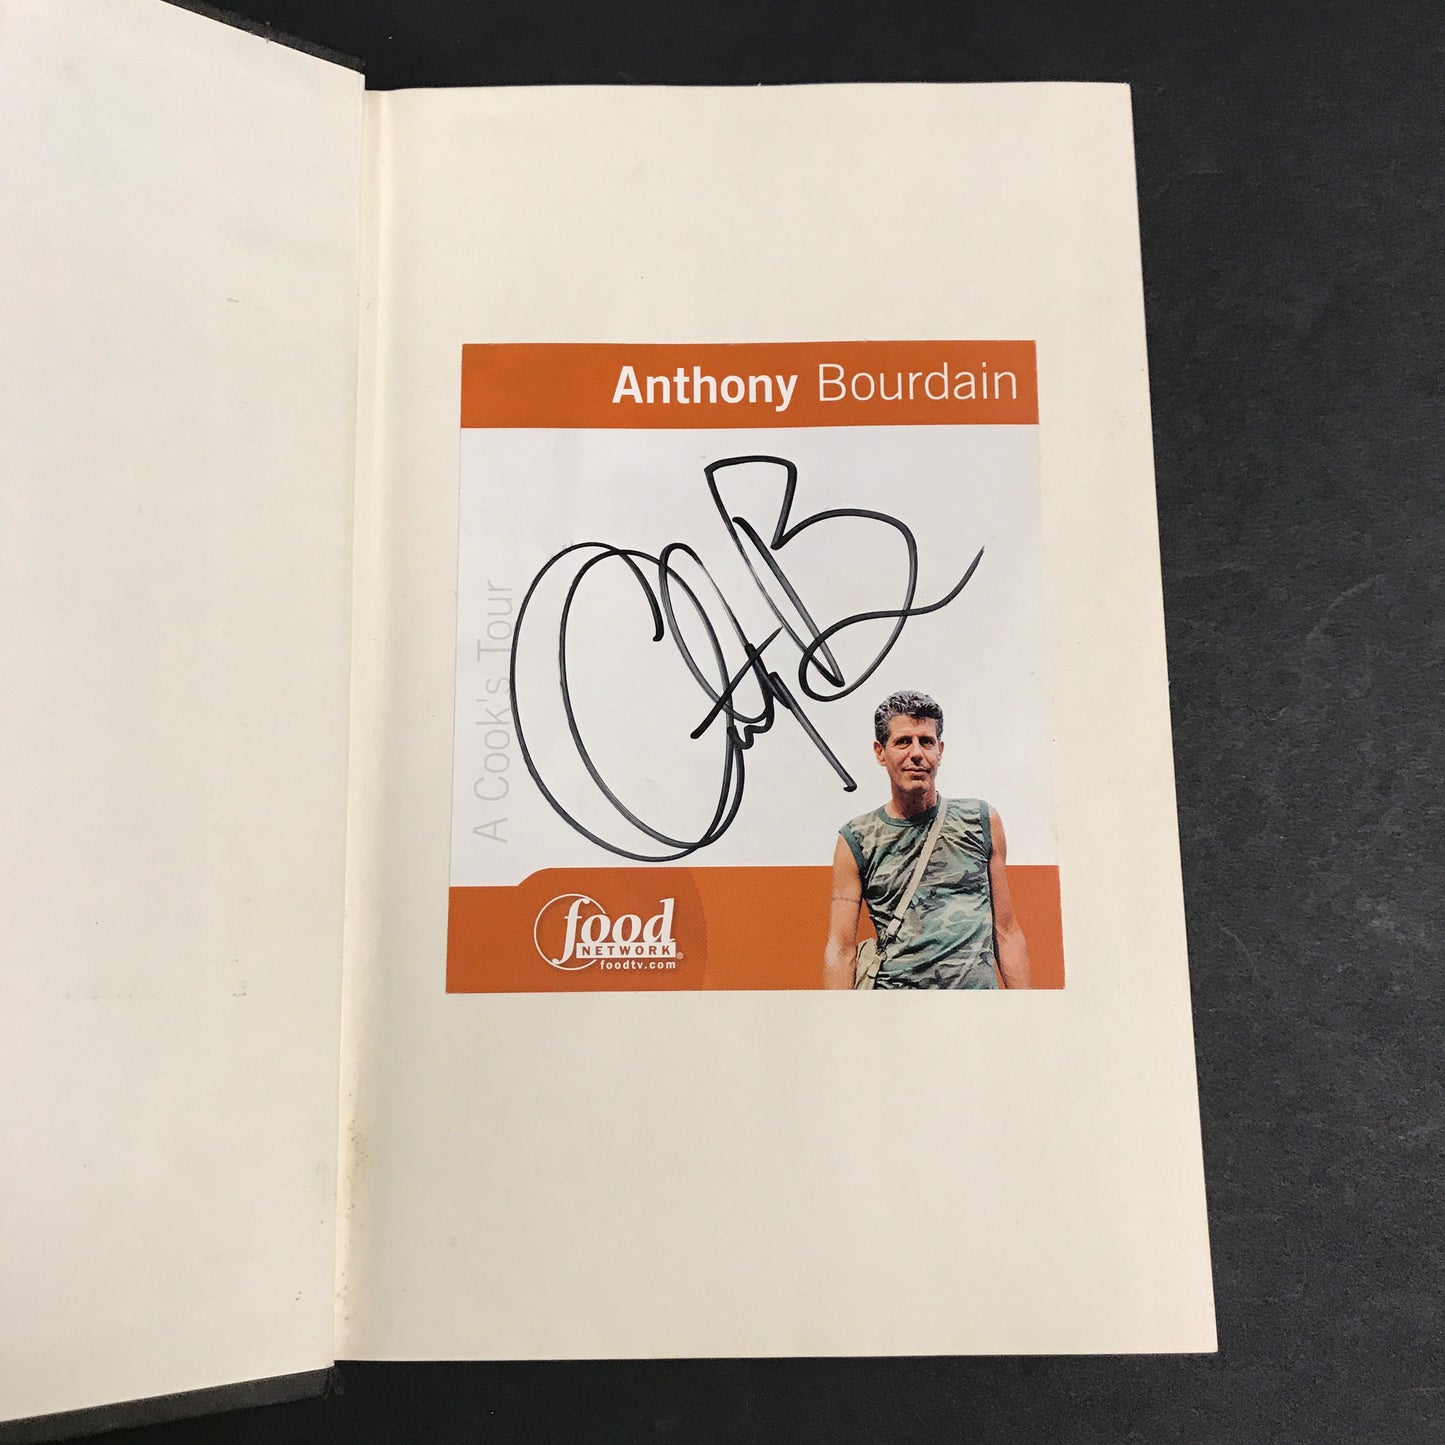 Anthony Bourdain
A Cook's Tour
food
NETWORK®
foodtv.com